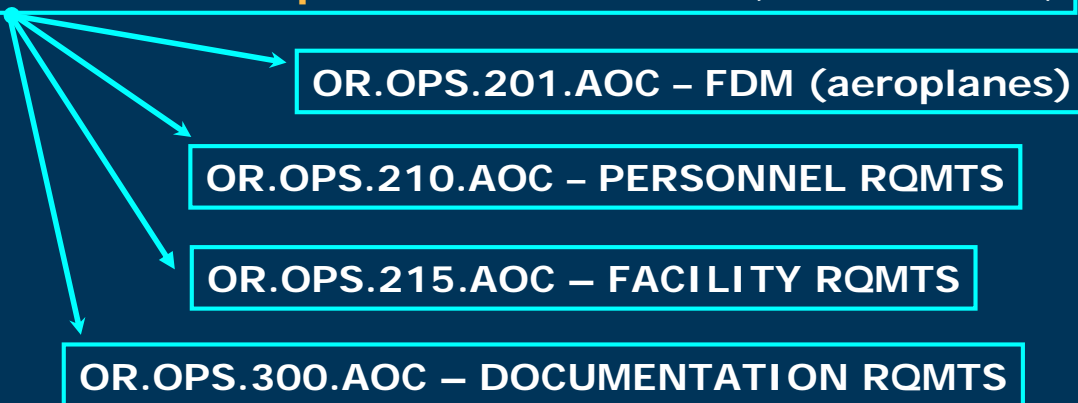 OR.OPS.201.AOC – FDM (aeroplanes)
OR.OPS.210.AOC – PERSONNEL RQMTS
OR.OPS.215.AOC – FACILITY RQMTS
OR.OPS.300.AOC – DOCUMENTATION RQMTS